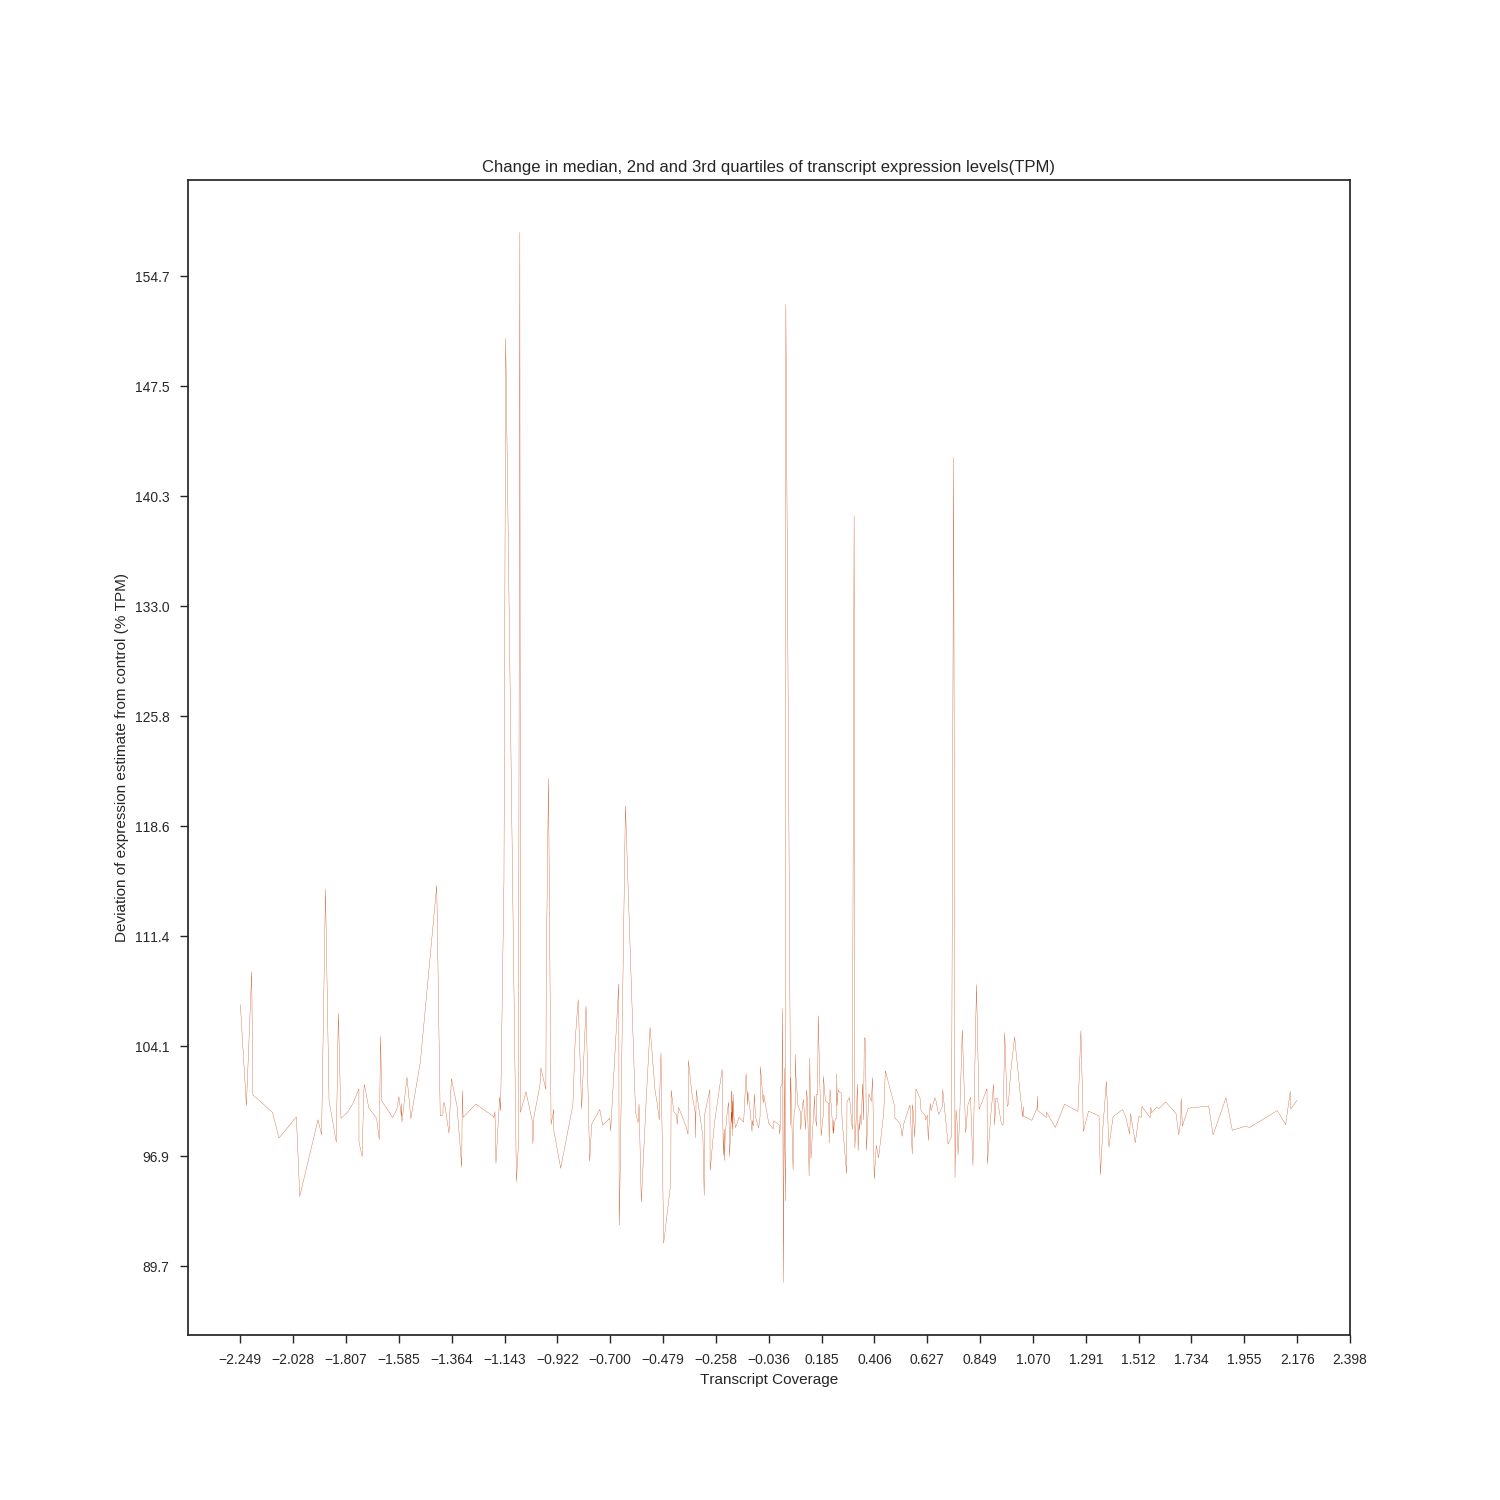 Change in median, 2nd and 3rd quartiles of transcript expression levels(TPM)
Deviation of expression estimate from control (% TPM)
154.7
147.5
140.3
133.0
125.8
118.6
111.4
104.1
96.9
89.7
−2.249 −2.028 −1.807 −1.585 −1.364 −1.143 −0.922 −0.700 −0.479 −0.258 −0.036 0.185 0.406 0.627 0.849 1.070 1.291 1.512 1.734 1.955 2.176 2.398
Transcript Coverage